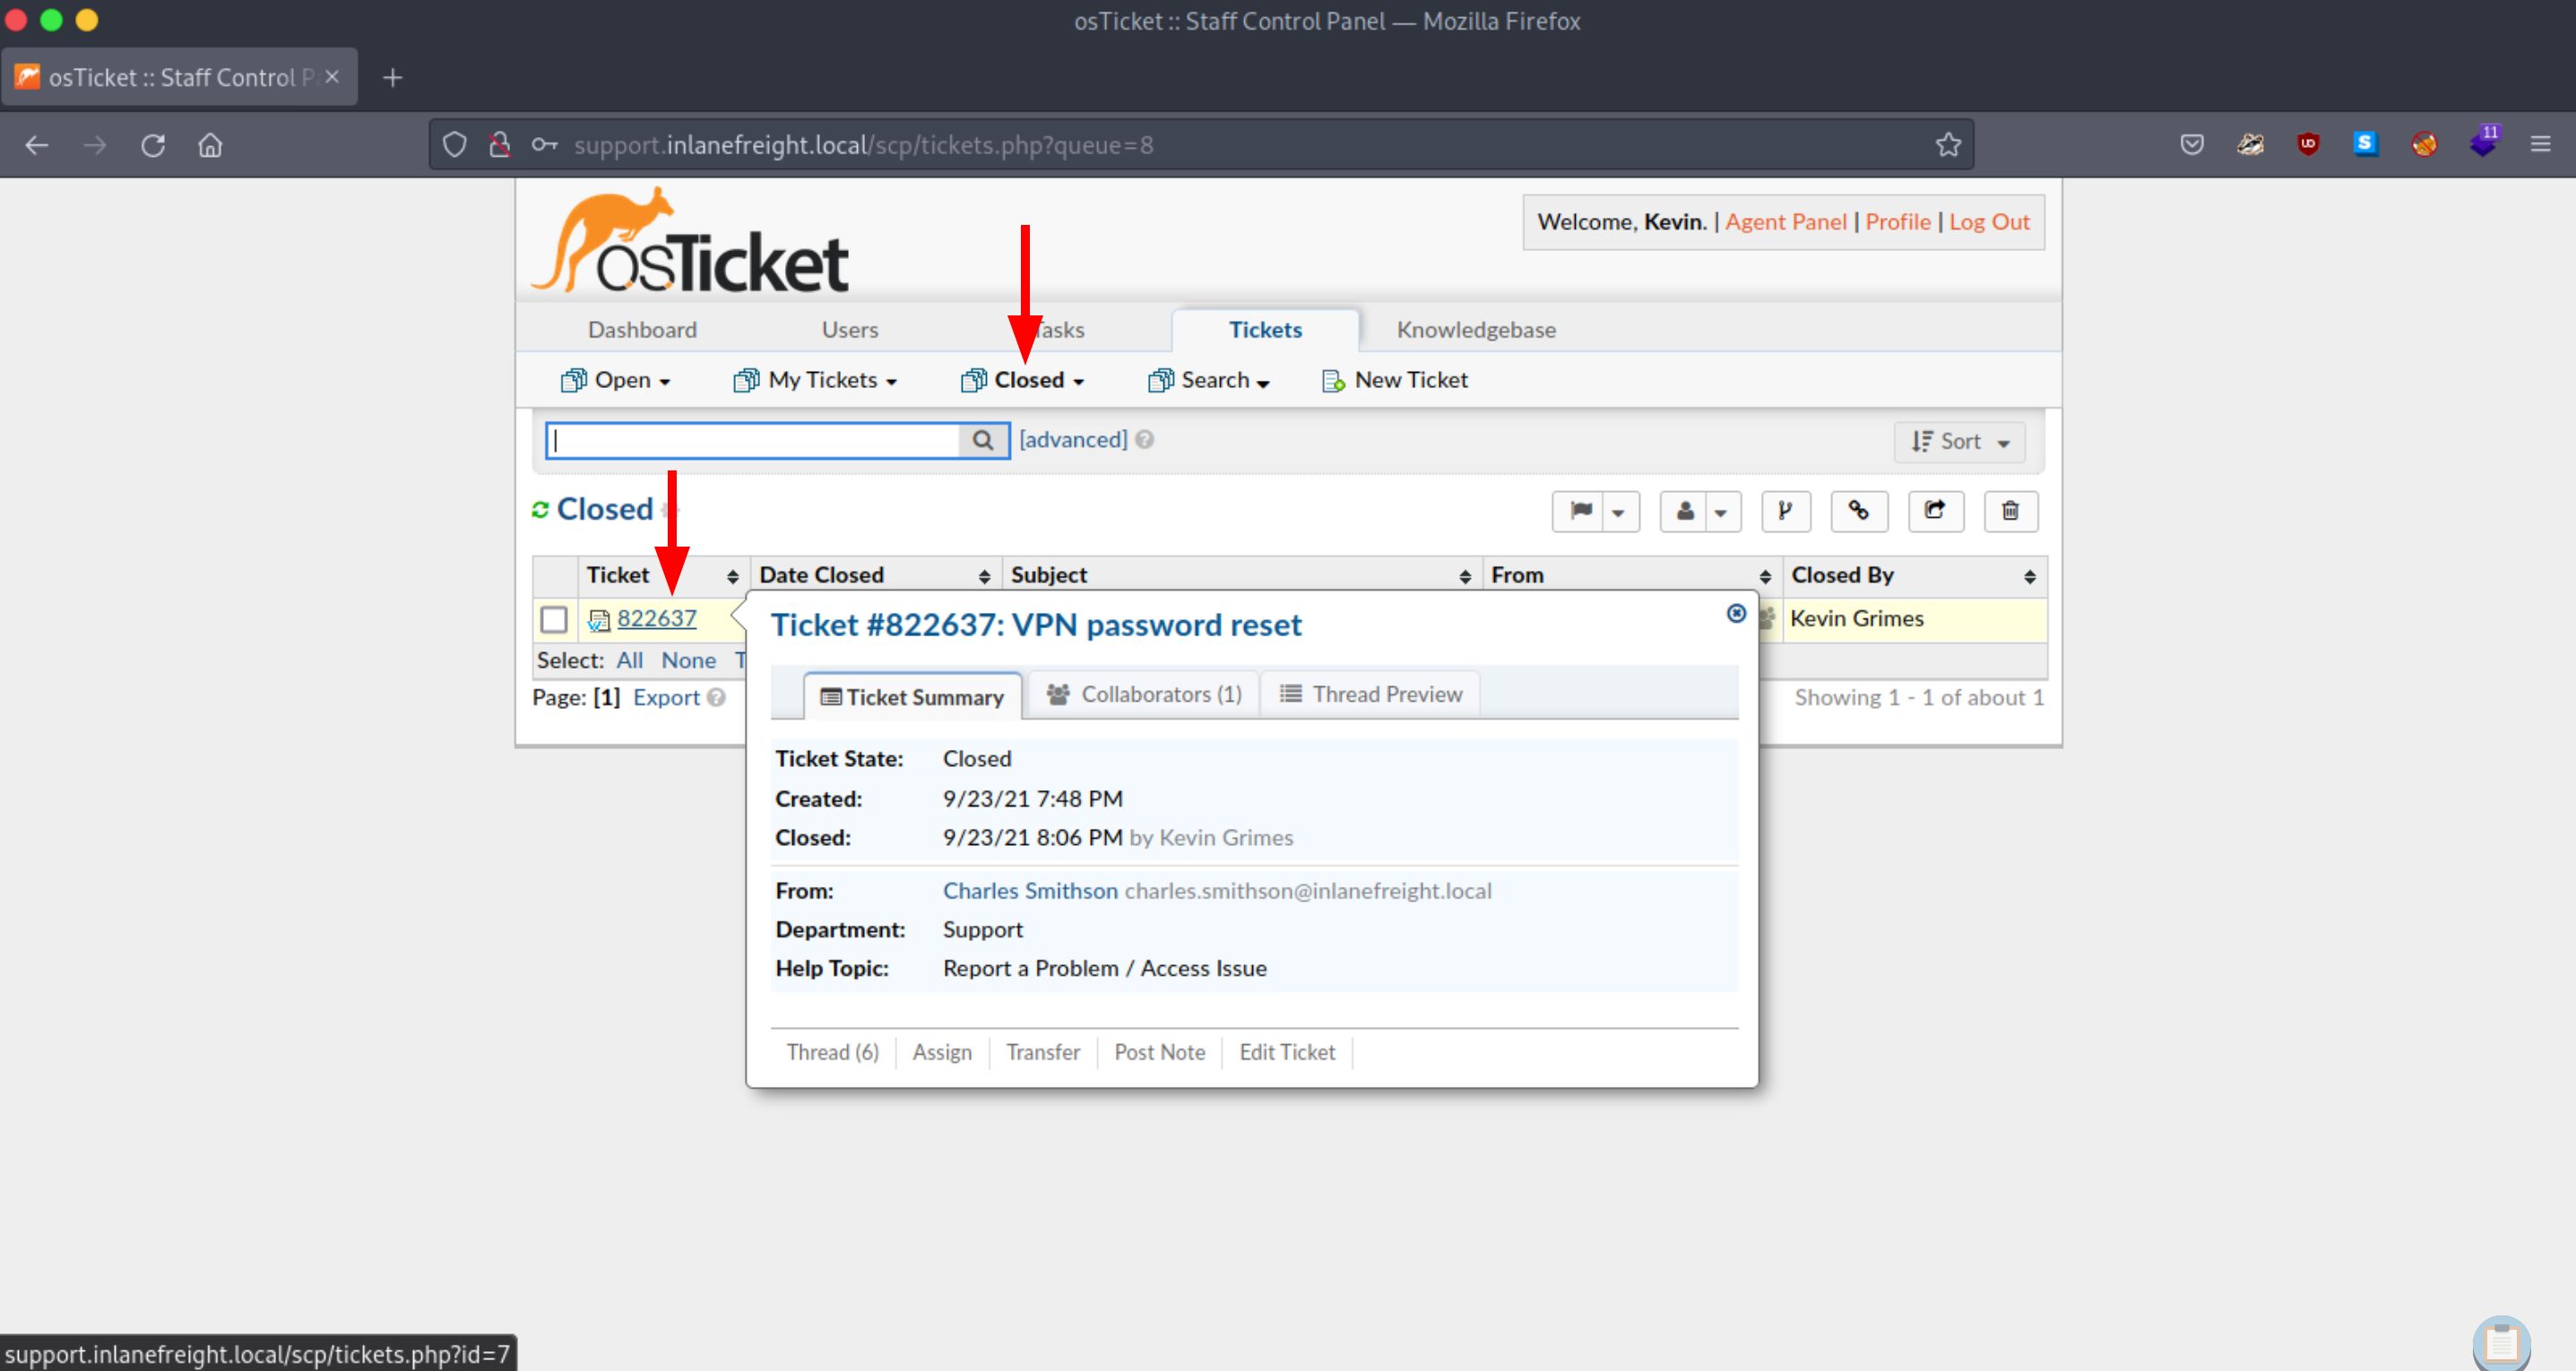 osTicket :: Staff Control Panel — Mozilla Firefox
osTicket :: Staff Control P
support.inlanefreight.local/scp/tickets.php?queue=8
11
osTicket
Welcome, Kevin. | Agent Panel | Profile | Log Out
Dashboard Users Tasks Tickets Knowledgebase
Open My Tickets Closed Search New Ticket
[advanced] Sort
Closed
Ticket Date Closed Subject From Closed By
822637 Kevin Grimes
Select: All None T
Page: [1] Export Showing 1 - 1 of about 1
Ticket #822637: VPN password reset
Ticket Summary Collaborators (1) Thread Preview
Ticket State: Closed
Created: 9/23/21 7:48 PM
Closed: 9/23/21 8:06 PM by Kevin Grimes
From: Charles Smithson charles.smithson@inlanefreight.local
Department: Support
Help Topic: Report a Problem / Access Issue
Thread (6) Assign Transfer Post Note Edit Ticket
support.inlanefreight.local/scp/tickets.php?id=7